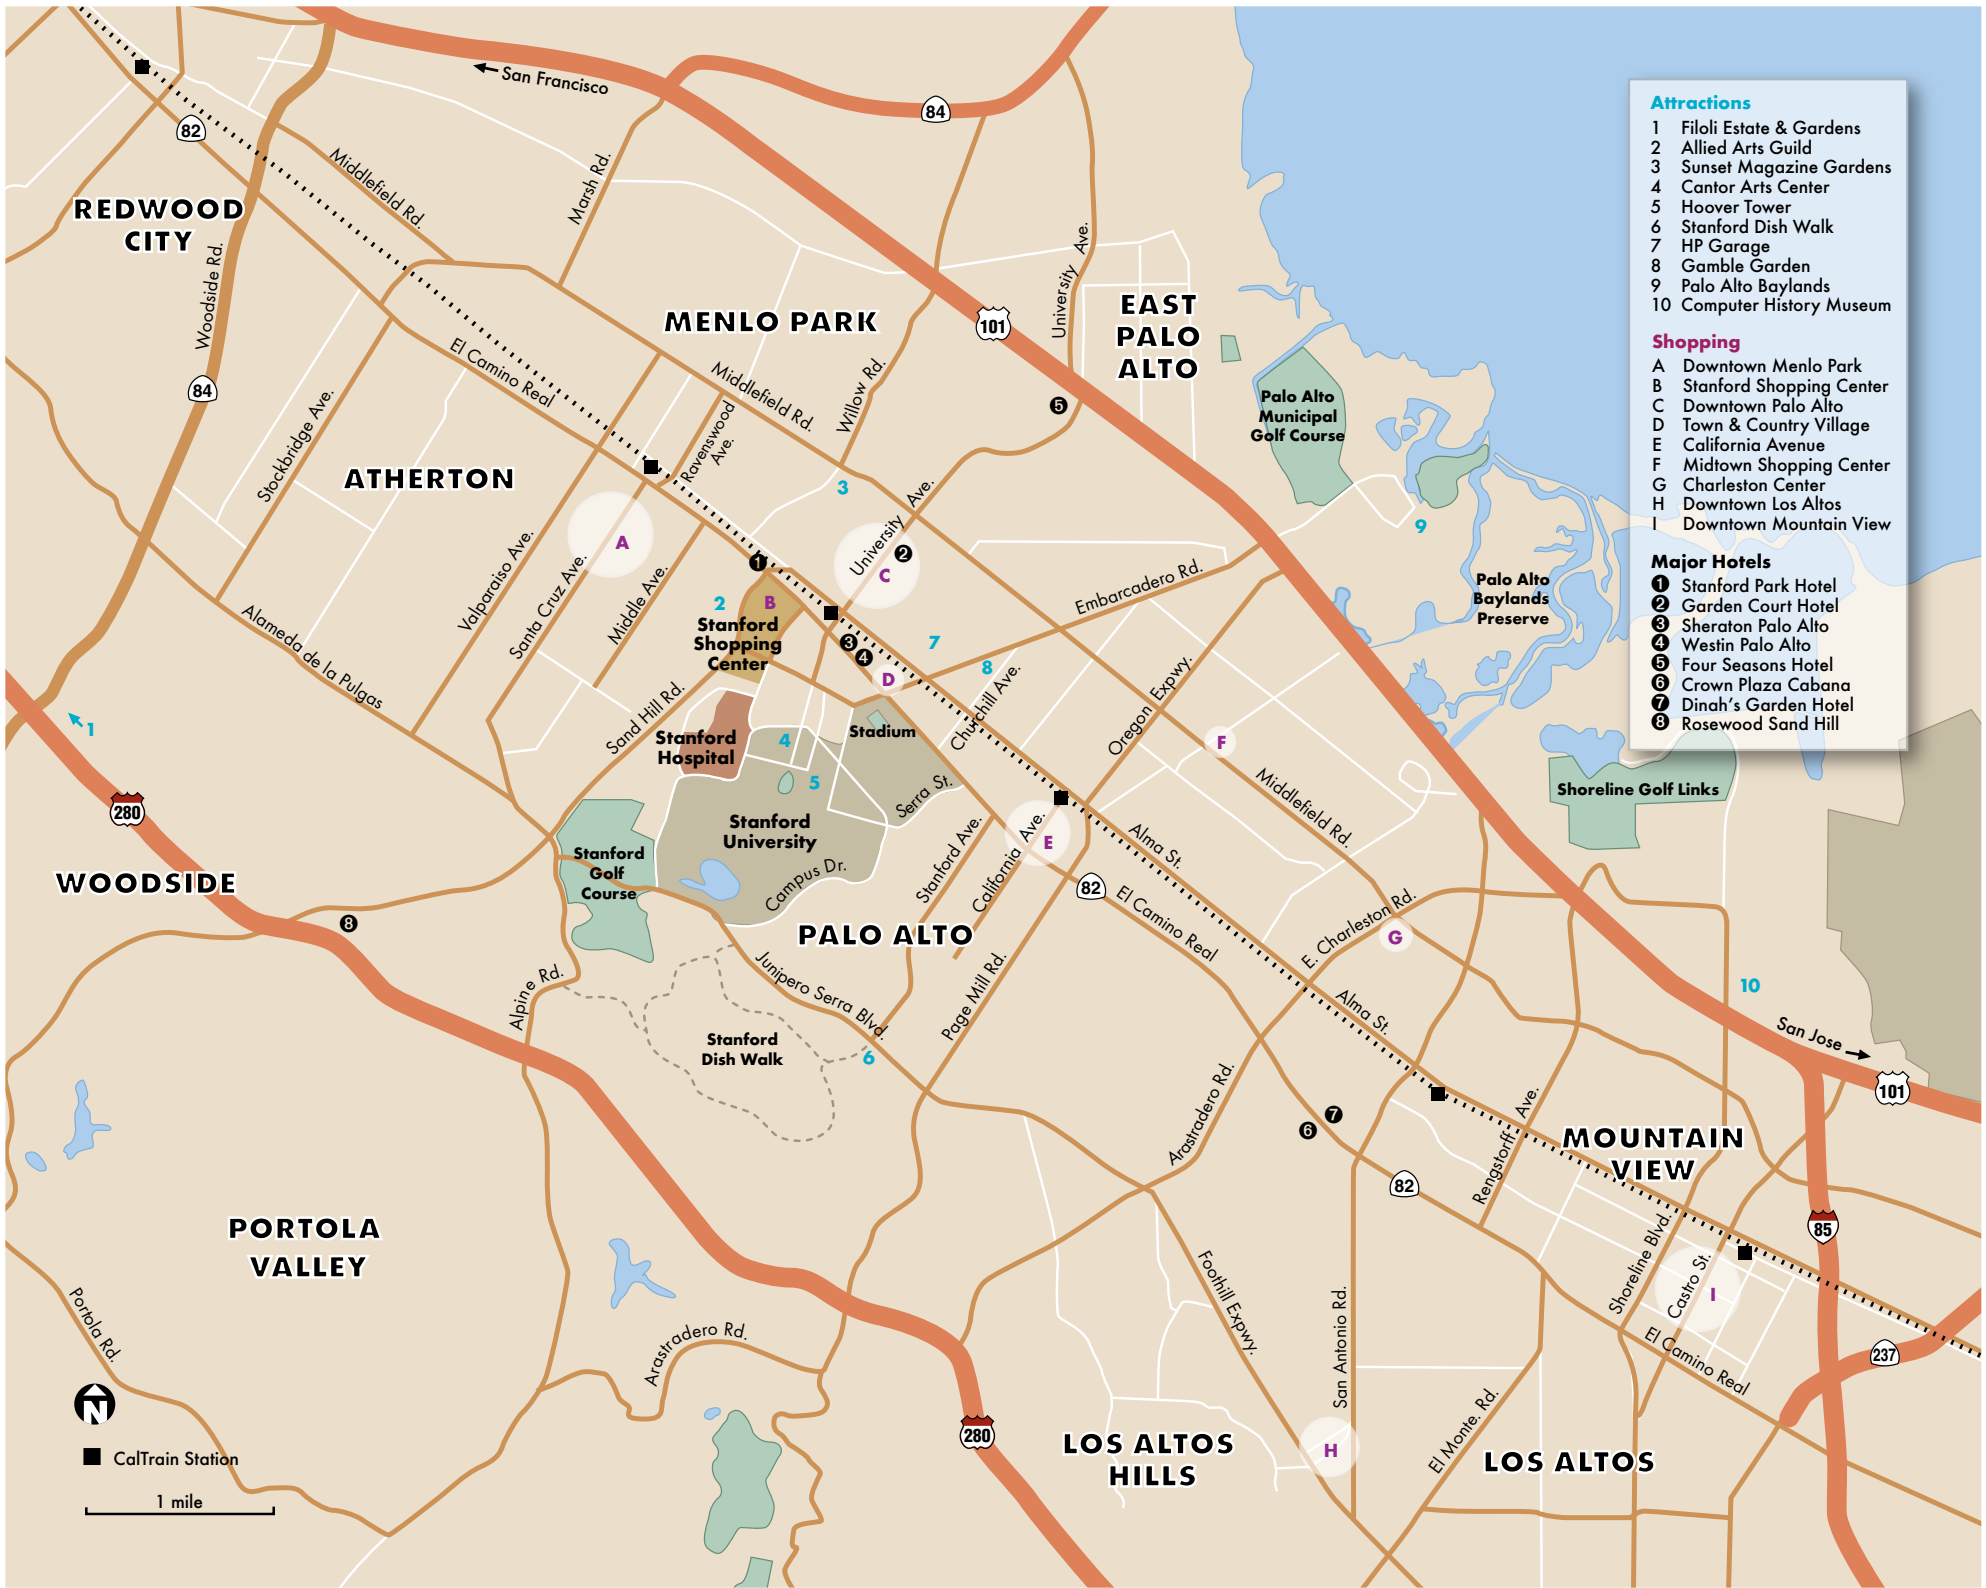 San Francisco
84
82
Middlefield Rd.
Marsh Rd.
REDWOOD
CITY
Woodside Rd.
84
MENLO PARK
101
University Ave.
EAST
PALO
ALTO
El Camino Real
Middlefield Rd.
Willow Rd.
Ravenswood
Ave.
Stockbridge Ave.
ATHERTON
5
Palo Alto
Municipal
Golf Course
3
9
A
University Ave.
2
C
1
Valparaiso Ave.
Santa Cruz Ave.
Middle Ave.
2
B
Stanford
Shopping
Center
Embarcadero Rd.
Palo Alto
Baylands
Preserve
3
4
7
8
D
Alameda de la Pulgas
Sand Hill Rd.
Churchill Ave.
Oregon Expwy.
1
Stanford
Hospital
4
Stadium
F
5
Serra St.
Middlefield Rd.
Shoreline Golf Links
280
Stanford
University
Stanford
Golf
Course
Campus Dr.
Stanford Ave.
California Ave.
E
Alma St.
82
El Camino Real
WOODSIDE
8
PALO ALTO
E. Charleston Rd.
G
Alpine Rd.
Junipero Serra Blvd.
Page Mill Rd.
Alma St.
10
San Jose
101
Stanford
Dish Walk
6
Arastradero Rd.
7
6
Rengstorff Ave.
MOUNTAIN
VIEW
82
85
PORTOLA
VALLEY
Foothill Expwy.
Shoreline Blvd.
Castro St.
I
Portola Rd.
Arastradero Rd.
San Antonio Rd.
El Camino Real
237
El Monte. Rd.
280
LOS ALTOS
HILLS
H
LOS ALTOS
N
CalTrain Station
1 mile
Attractions
1 Filoli Estate & Gardens
2 Allied Arts Guild
3 Sunset Magazine Gardens
4 Cantor Arts Center
5 Hoover Tower
6 Stanford Dish Walk
7 HP Garage
8 Gamble Garden
9 Palo Alto Baylands
10 Computer History Museum
Shopping
A Downtown Menlo Park
B Stanford Shopping Center
C Downtown Palo Alto
D Town & Country Village
E California Avenue
F Midtown Shopping Center
G Charleston Center
H Downtown Los Altos
I Downtown Mountain View
Major Hotels
1 Stanford Park Hotel
2 Garden Court Hotel
3 Sheraton Palo Alto
4 Westin Palo Alto
5 Four Seasons Hotel
6 Crown Plaza Cabana
7 Dinah's Garden Hotel
8 Rosewood Sand Hill